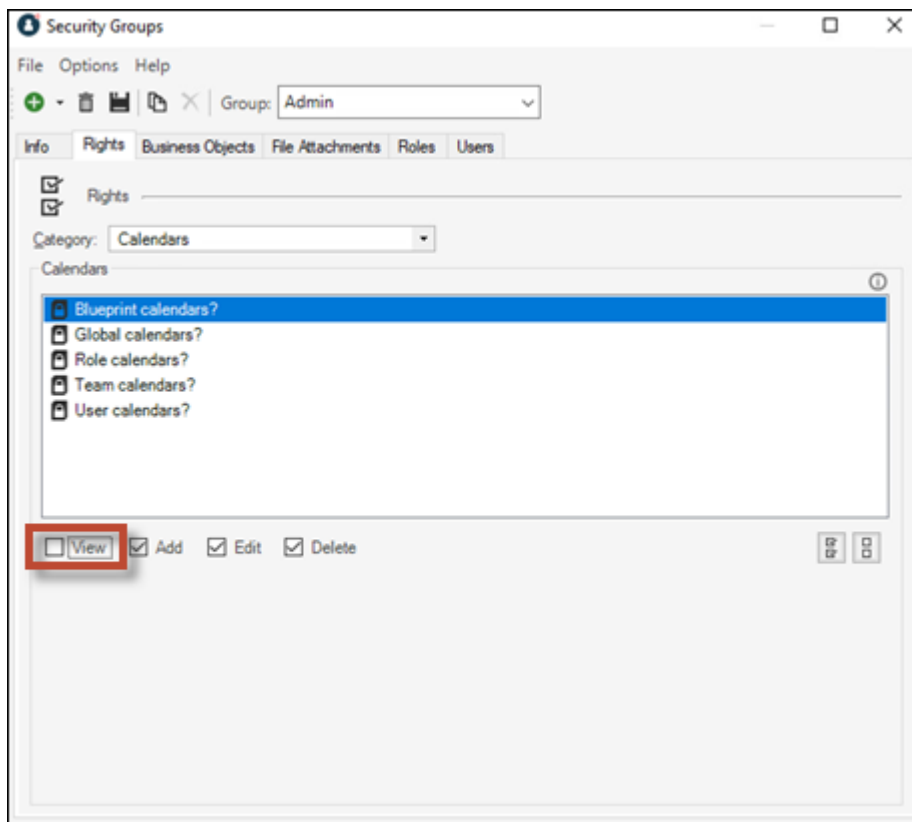 Security Groups
File Options Help
Group: Admin
Info Rights Business Objects File Attachments Roles Users
Rights
Category: Calendars
Calendars
Blueprint calendars?
Global calendars?
Role calendars?
Team calendars?
User calendars?
View Add Edit Delete